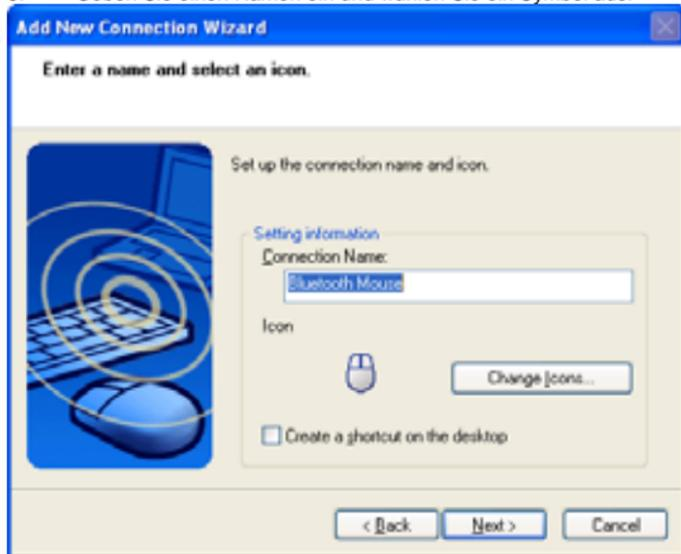 Add New Connection Wizard
Enter a name and select an icon.
Set up the connection name and icon.
Setting information
Connection Name:
Bluetooth Mouse
Icon
Change Icons...
Create a shortcut on the desktop
< Back Next > Cancel